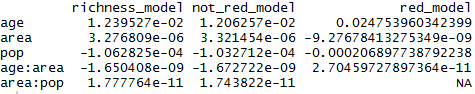 richness_model not_red_model red_model
age 1.239527e-02 1.206257e-02 0.024753960342399
area 3.276809e-06 3.321454e-06 -9.27678413275349e-09
pop -1.062825e-04 -1.032712e-04 -0.000206897738792238
age:area -1.650408e-09 -1.672722e-09 2.70459727897364e-11
area:pop 1.777764e-11 1.743822e-11 NA